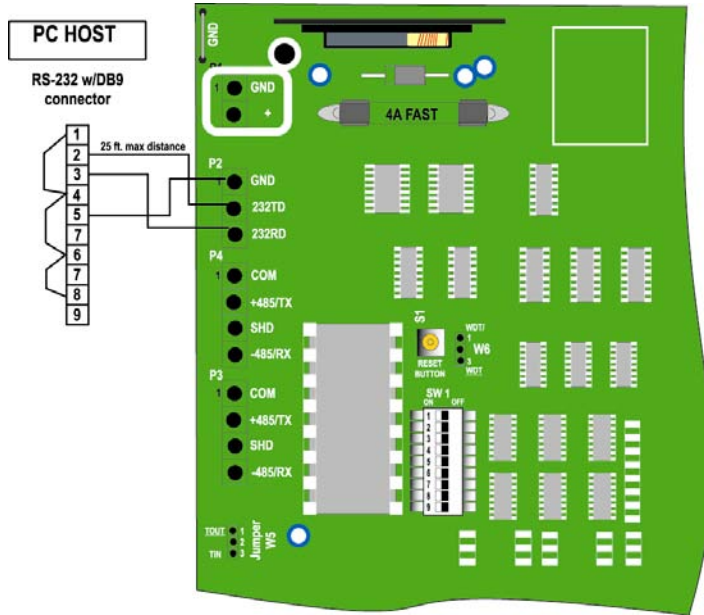 PC HOST
RS-232 w/DB9
connector
1
2
3
4
5
7
6
7
8
9
25 ft. max distance
GND
1
GND
+
4A FAST
P2
1
GND
232TD
232RD
P4
1
COM
+485/TX
SHD
-485/RX
P3
1
COM
+485/TX
SHD
-485/RX
S1
RESET
BUTTON
WDT/
1
W6
3
WDT
SW 1
ON OFF
1
2
3
4
5
6
7
8
9
TOUT 1
2
TIN 3
Jumper
W5